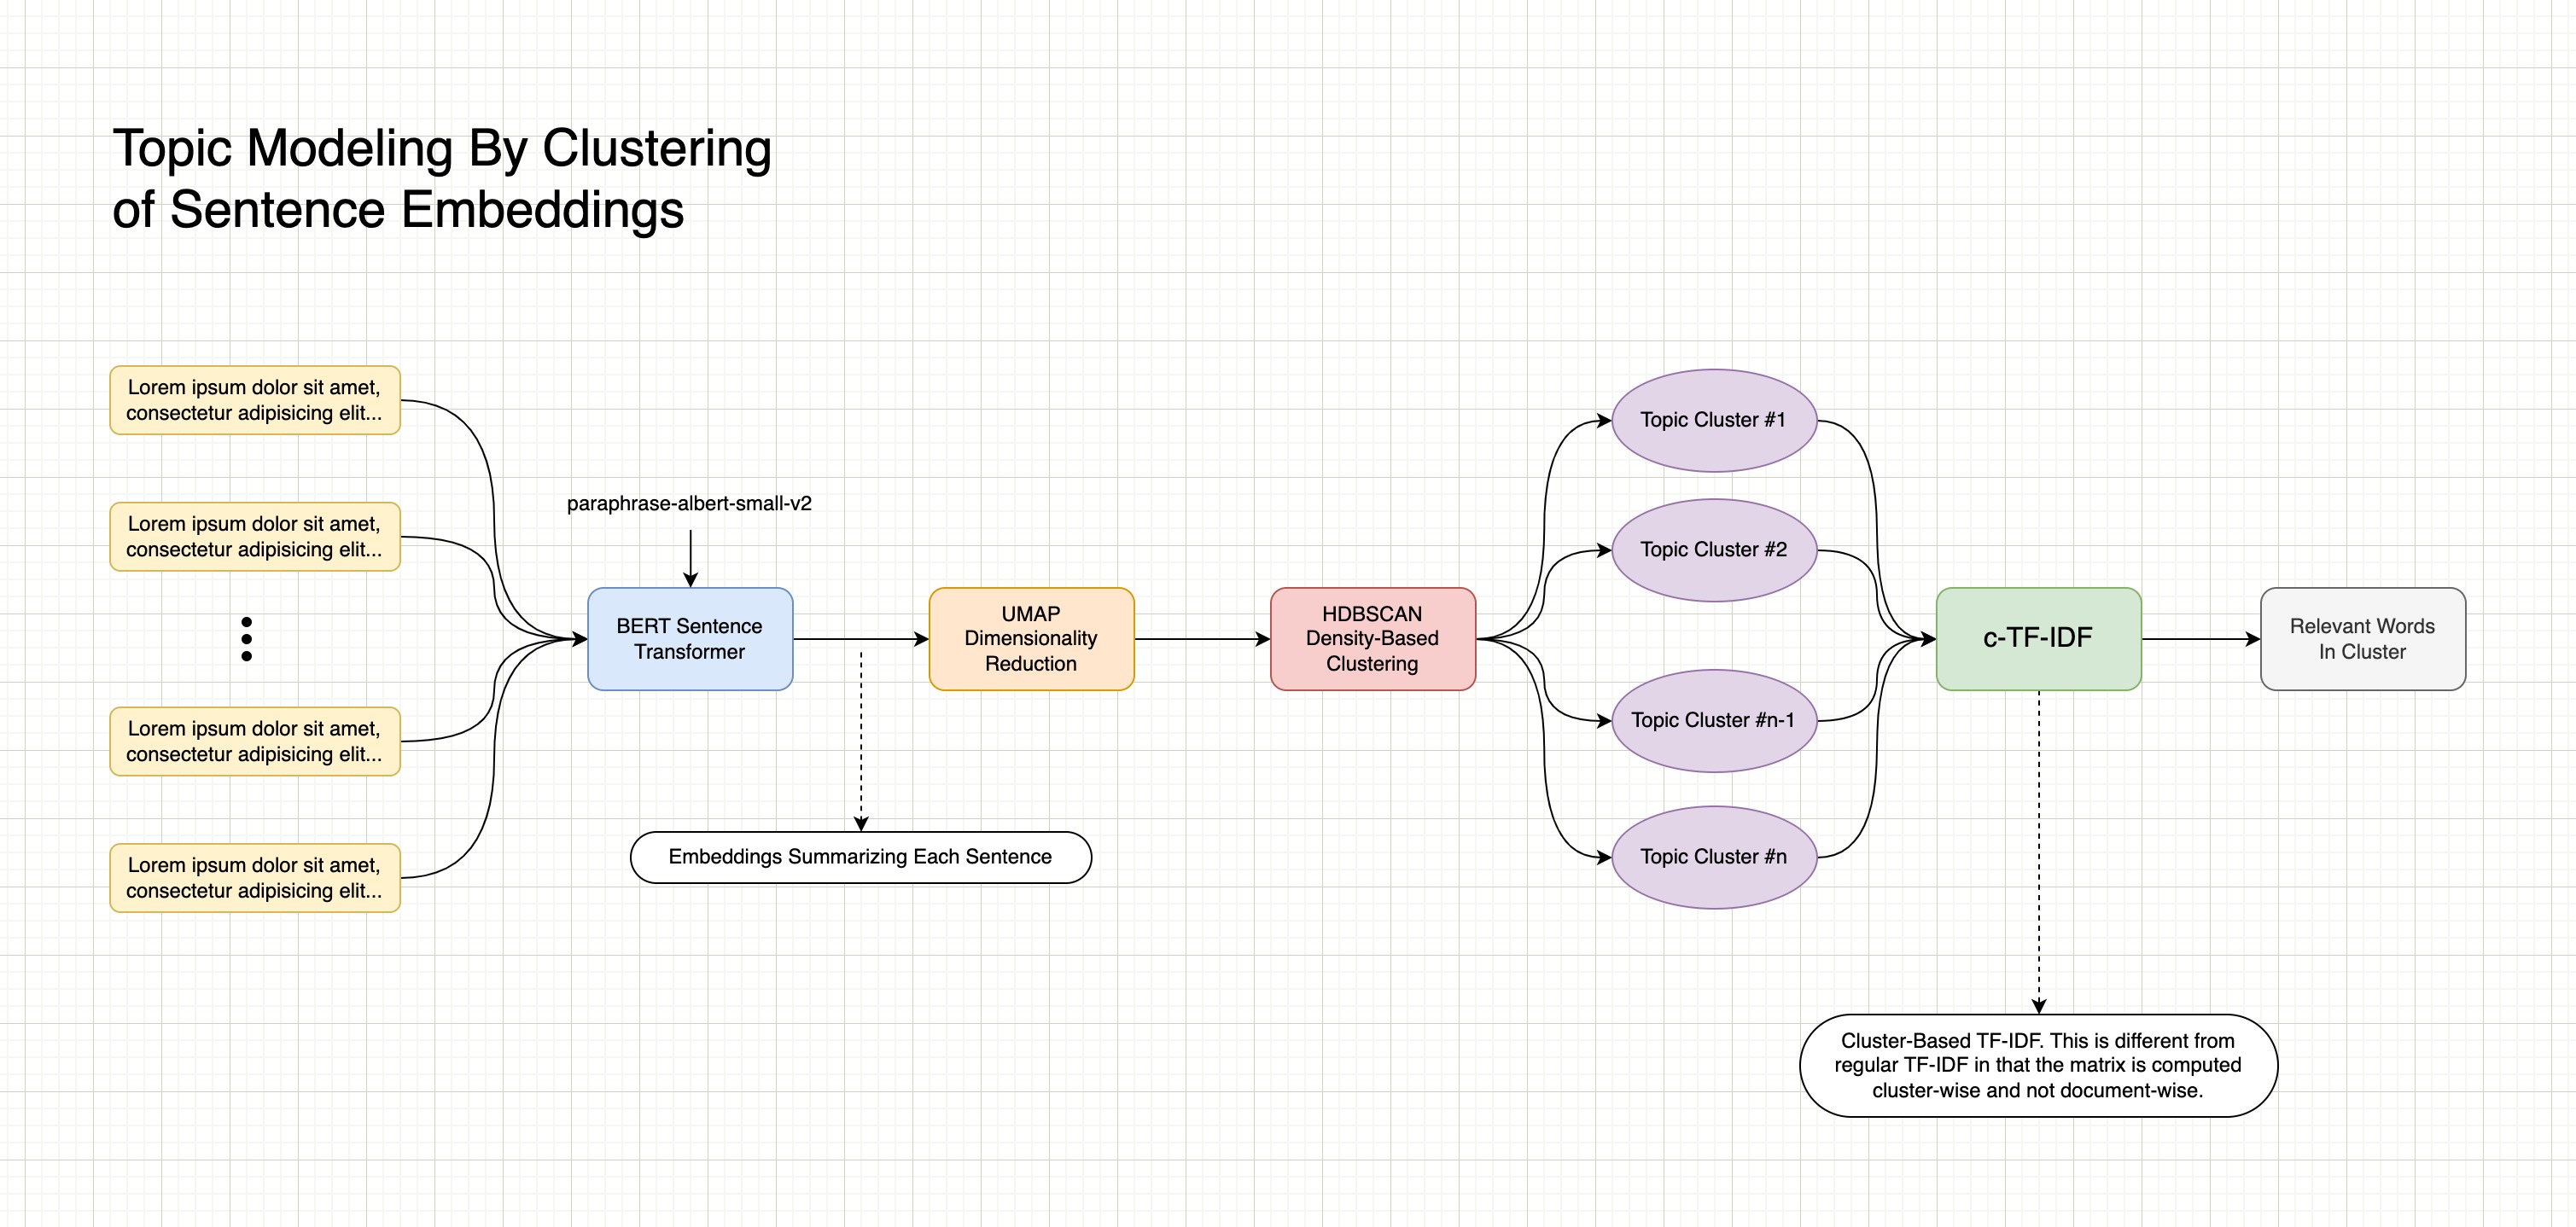 Topic Modeling By Clustering
of Sentence Embeddings
Lorem ipsum dolor sit amet,
consectetur adipisicing elit...
Lorem ipsum dolor sit amet,
consectetur adipisicing elit...
Lorem ipsum dolor sit amet,
consectetur adipisicing elit...
Lorem ipsum dolor sit amet,
consectetur adipisicing elit...
paraphrase-albert-small-v2
BERT Sentence
Transformer
Embeddings Summarizing Each Sentence
UMAP
Dimensionality
Reduction
HDBSCAN
Density-Based
Clustering
Topic Cluster #1
Topic Cluster #2
Topic Cluster #n-1
Topic Cluster #n
c-TF-IDF
Cluster-Based TF-IDF. This is different from
regular TF-IDF in that the matrix is computed
cluster-wise and not document-wise.
Relevant Words
In Cluster